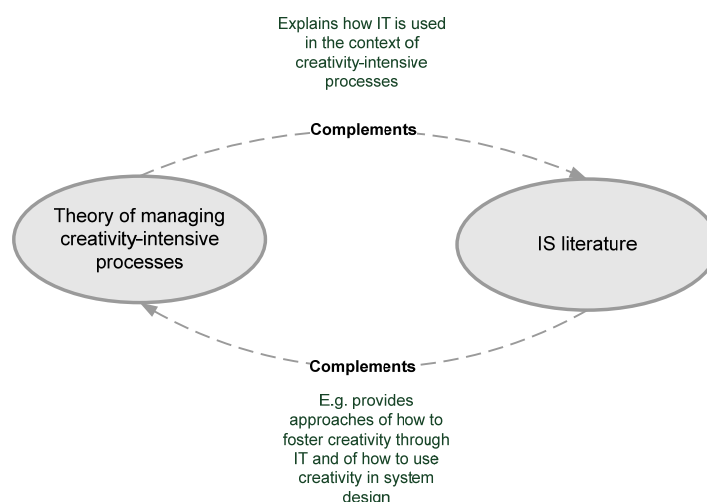 Explains how IT is used
in the context of
creativity-intensive
processes
Complements
Theory of managing
creativity-intensive
processes
IS literature
Complements
E.g. provides
approaches of how to
foster creativity through
IT and of how to use
creativity in system
design